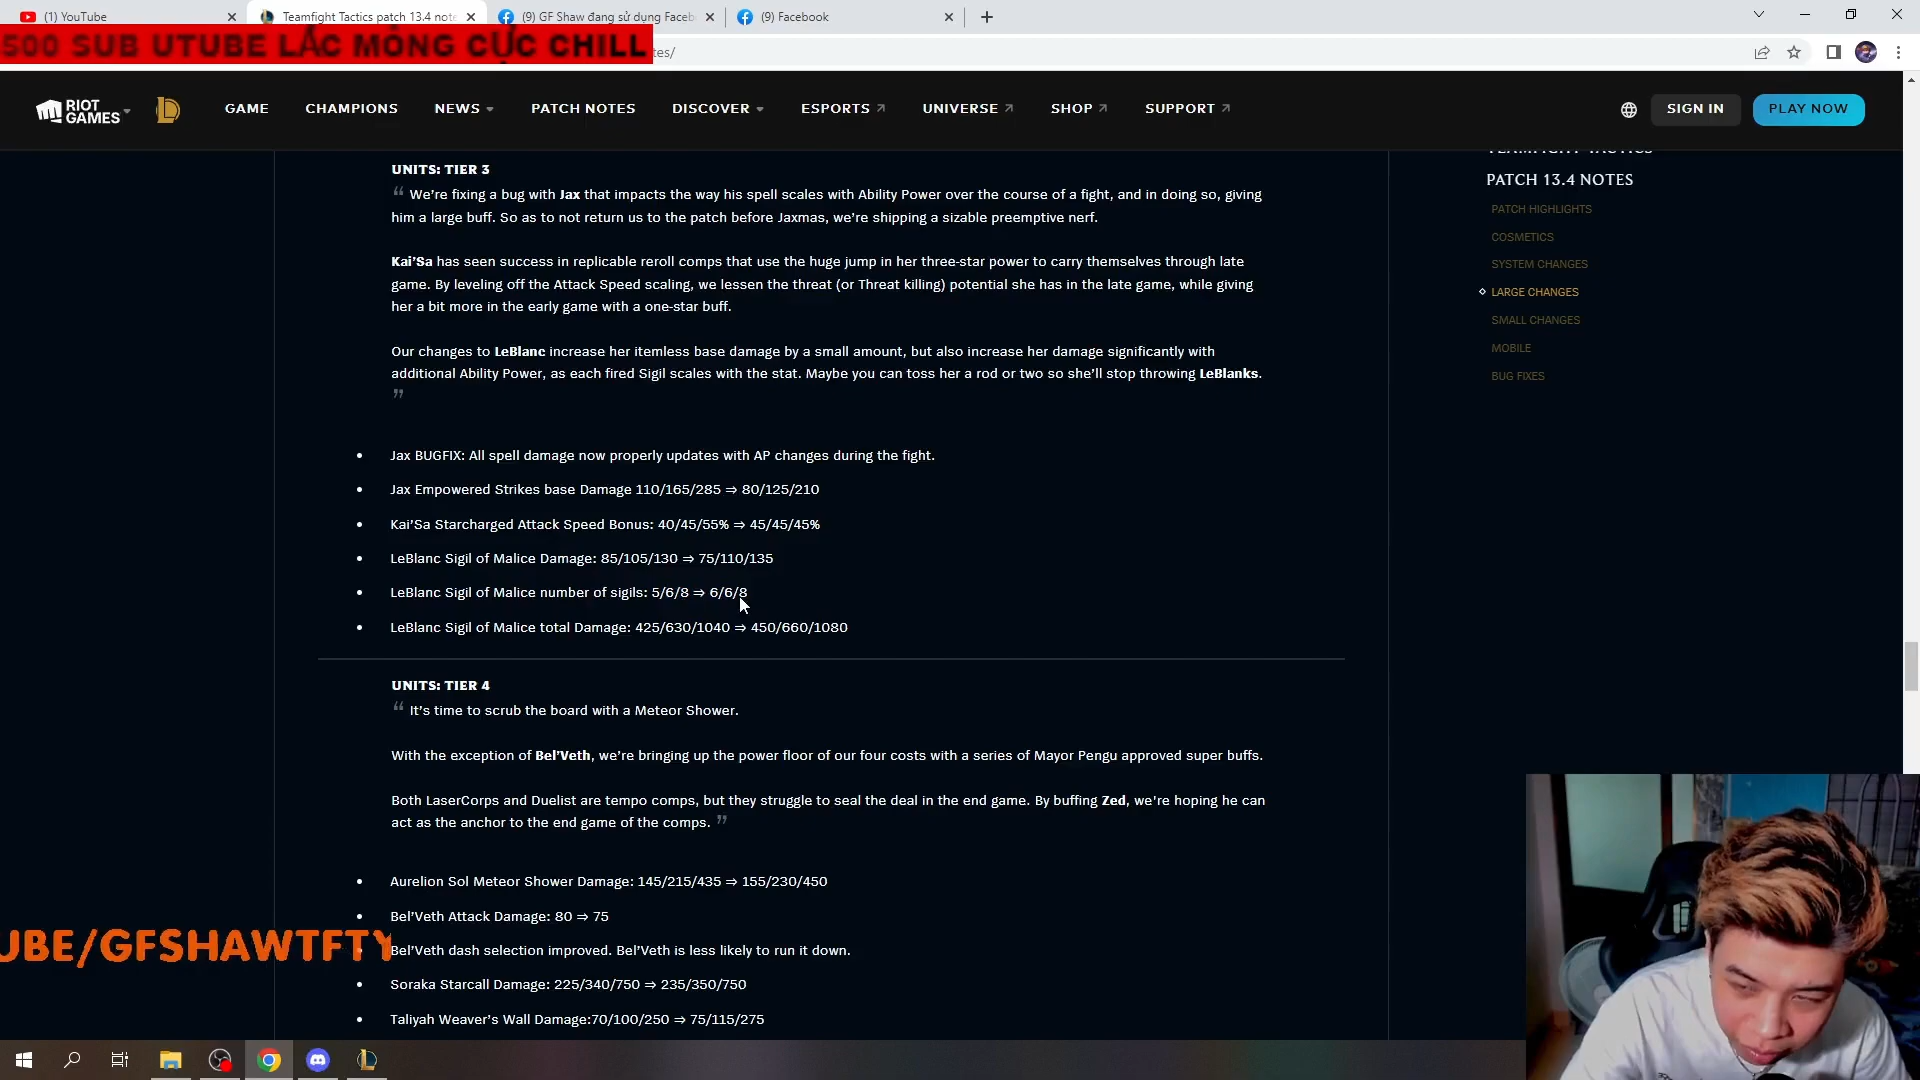 (1) YouTube
Teamfight Tactics patch 13.4 note
(9) GF Shaw đang sử dụng Faceb
(9) Facebook
500 SUB UTUBE LẮC MÔNG CỰC CHILL
tes/
RIOT GAMES
GAME
CHAMPIONS
NEWS
PATCH NOTES
DISCOVER
ESPORTS
UNIVERSE
SHOP
SUPPORT
SIGN IN
PLAY NOW
TEAMFIGHT TACTICS
PATCH 13.4 NOTES
PATCH HIGHLIGHTS
COSMETICS
SYSTEM CHANGES
LARGE CHANGES
SMALL CHANGES
MOBILE
BUG FIXES
UNITS: TIER 3
“ We’re fixing a bug with Jax that impacts the way his spell scales with Ability Power over the course of a fight, and in doing so, giving
him a large buff. So as to not return us to the patch before Jaxmas, we’re shipping a sizable preemptive nerf.
Kai’Sa has seen success in replicable reroll comps that use the huge jump in her three-star power to carry themselves through late
game. By leveling off the Attack Speed scaling, we lessen the threat (or Threat killing) potential she has in the late game, while giving
her a bit more in the early game with a one-star buff.
Our changes to LeBlanc increase her itemless base damage by a small amount, but also increase her damage significantly with
additional Ability Power, as each fired Sigil scales with the stat. Maybe you can toss her a rod or two so she’ll stop throwing LeBlanks.
”
• Jax BUGFIX: All spell damage now properly updates with AP changes during the fight.
• Jax Empowered Strikes base Damage 110/165/285 ⇒ 80/125/210
• Kai’Sa Starcharged Attack Speed Bonus: 40/45/55% ⇒ 45/45/45%
• LeBlanc Sigil of Malice Damage: 85/105/130 ⇒ 75/110/135
• LeBlanc Sigil of Malice number of sigils: 5/6/8 ⇒ 6/6/8
• LeBlanc Sigil of Malice total Damage: 425/630/1040 ⇒ 450/660/1080
UNITS: TIER 4
“ It’s time to scrub the board with a Meteor Shower.
With the exception of Bel’Veth, we’re bringing up the power floor of our four costs with a series of Mayor Pengu approved super buffs.
Both LaserCorps and Duelist are tempo comps, but they struggle to seal the deal in the end game. By buffing Zed, we’re hoping he can
act as the anchor to the end game of the comps. ”
• Aurelion Sol Meteor Shower Damage: 145/215/435 ⇒ 155/230/450
• Bel’Veth Attack Damage: 80 ⇒ 75
• Bel’Veth dash selection improved. Bel’Veth is less likely to run it down.
• Soraka Starcall Damage: 225/340/750 ⇒ 235/350/750
• Taliyah Weaver’s Wall Damage:70/100/250 ⇒ 75/115/275
UBE/GFSHAWTFTY